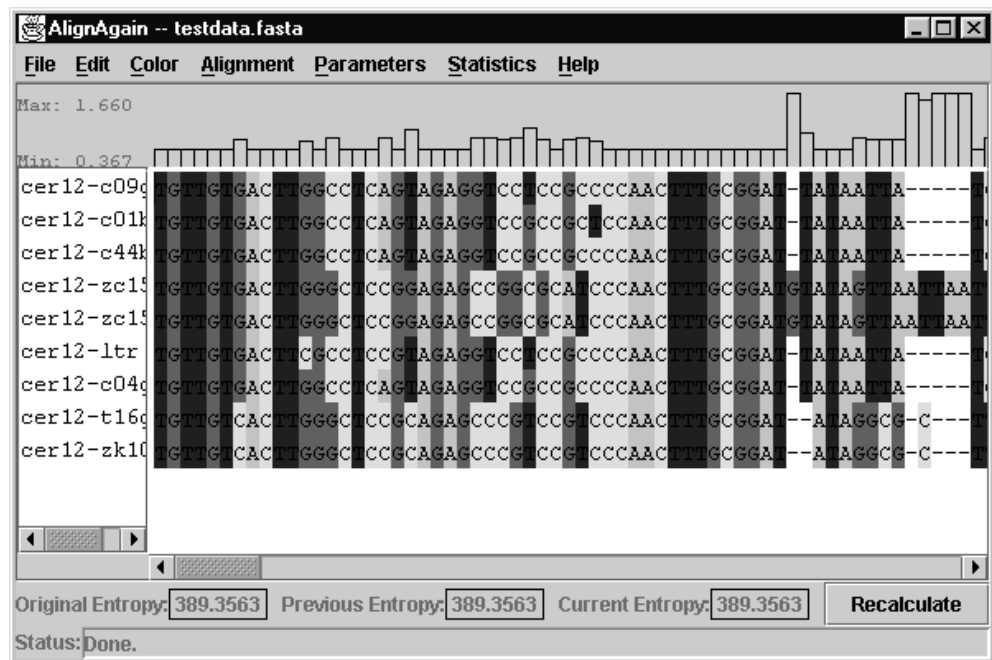 AlignAgain -- testdata.fasta
File Edit Color Alignment Parameters Statistics Help
Max: 1.660
Min: 0.367
cer12-c09g TGTTGTGACTTGGCCTCAGTAGAGGTCCTCCGCCCCAACTTTGCGGAT-TATAATTA-----T
cer12-c01b TGTTGTGACTTGGCCTCAGTAGAGGTCCGCCGCTCCAACTTTGCGGAT-TATAATTA-----T
cer12-c44b TGTTGTGACTTGGCCTCAGTAGAGGTCCGCCGCCCCAACTTTGCGGAT-TATAATTA-----T
cer12-zc15 TGTTGTGACTTGGGCTCCGGAGAGCCGGCGCATCCCAACTTTGCGGATGTATAGTTAATTAAT
cer12-zc15 TGTTGTGACTTGGGCTCCGGAGAGCCGGCGCATCCCAACTTTGCGGATGTATAGTTAATTAAT
cer12-ltr TGTTGTGACTTCGCCTCCGTAGAGGTCCTCCGCCCCAACTTTGCGGAT-TATAATTA-----T
cer12-c04g TGTTGTGACTTGGCCTCAGTAGAGGTCCGCCGCCCCAACTTTGCGGAT-TATAATTA-----T
cer12-t16g TGTTGTCACTTGGGCTCCGCAGAGCCCGTCCGTCCCAACTTTGCGGAT--ATAGGCG-C---T
cer12-zk10 TGTTGTCACTTGGGCTCCGCAGAGCCCGTCCGTCCCAACTTTGCGGAT--ATAGGCG-C---T
Original Entropy: 389.3563 Previous Entropy: 389.3563 Current Entropy: 389.3563 Recalculate
Status: Done.